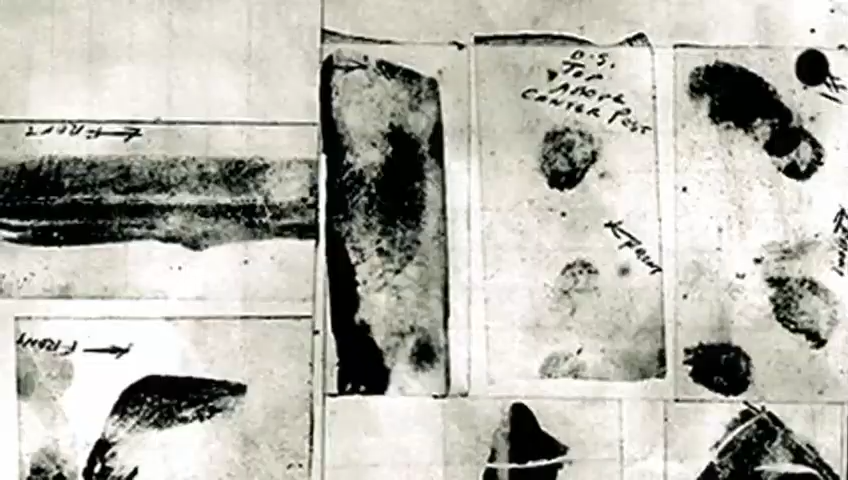 ← FRONT
D.S.
TOP
ABOVE
CENTER POST
← FRONT
FRONT ←